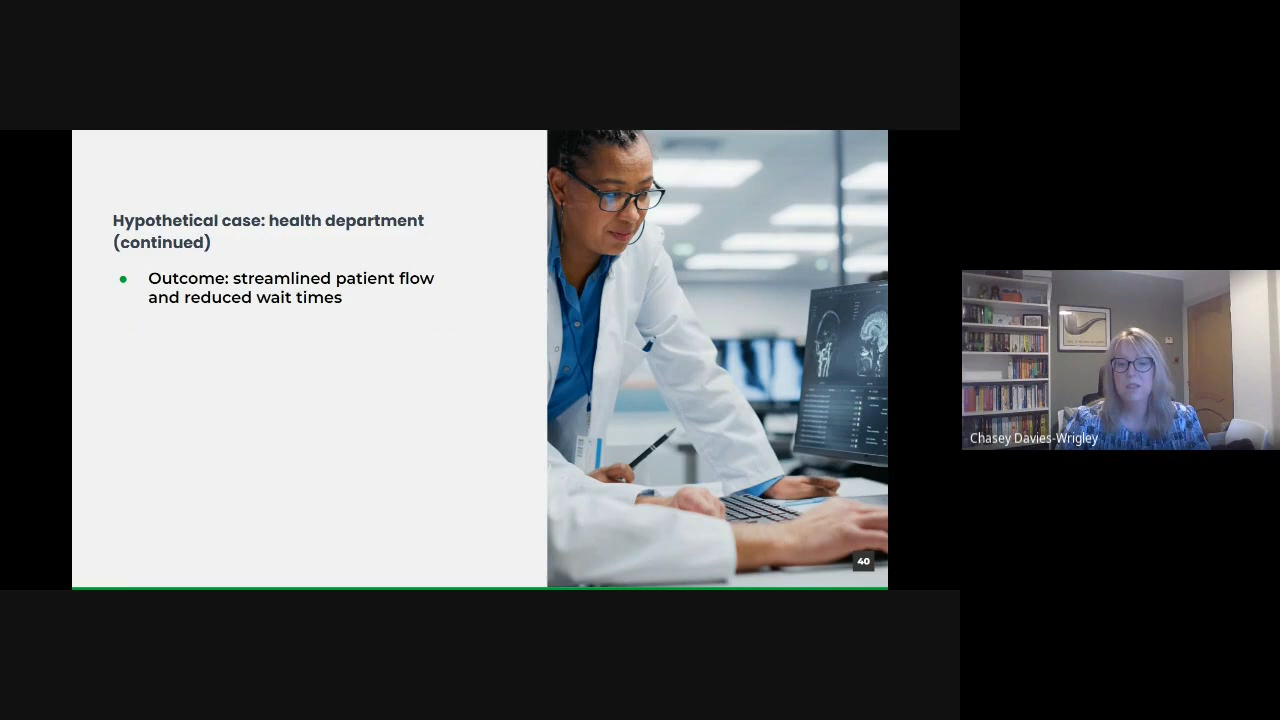 Hypothetical case: health department
(continued)
● Outcome: streamlined patient flow
and reduced wait times
40
Chasey Davies-Wrigley